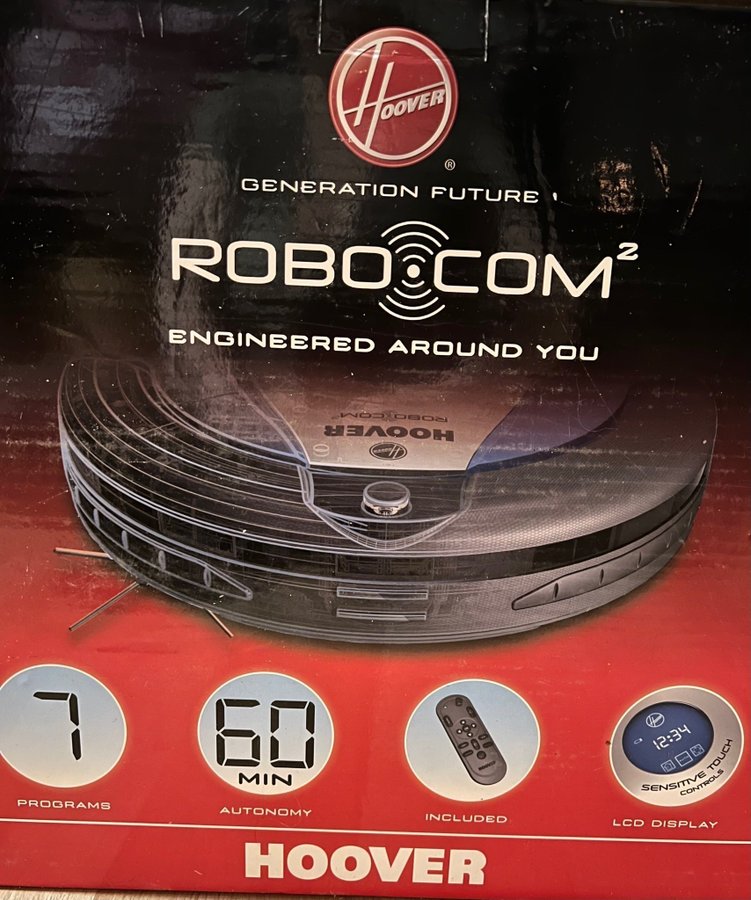 HOOVER
®
GENERATION FUTURE
ROBO COM²
ENGINEERED AROUND YOU
ROBO COM
HOOVER
7
PROGRAMS
60
MIN
AUTONOMY
INCLUDED
12:34
SENSITIVE TOUCH
CONTROLS
LCD DISPLAY
HOOVER